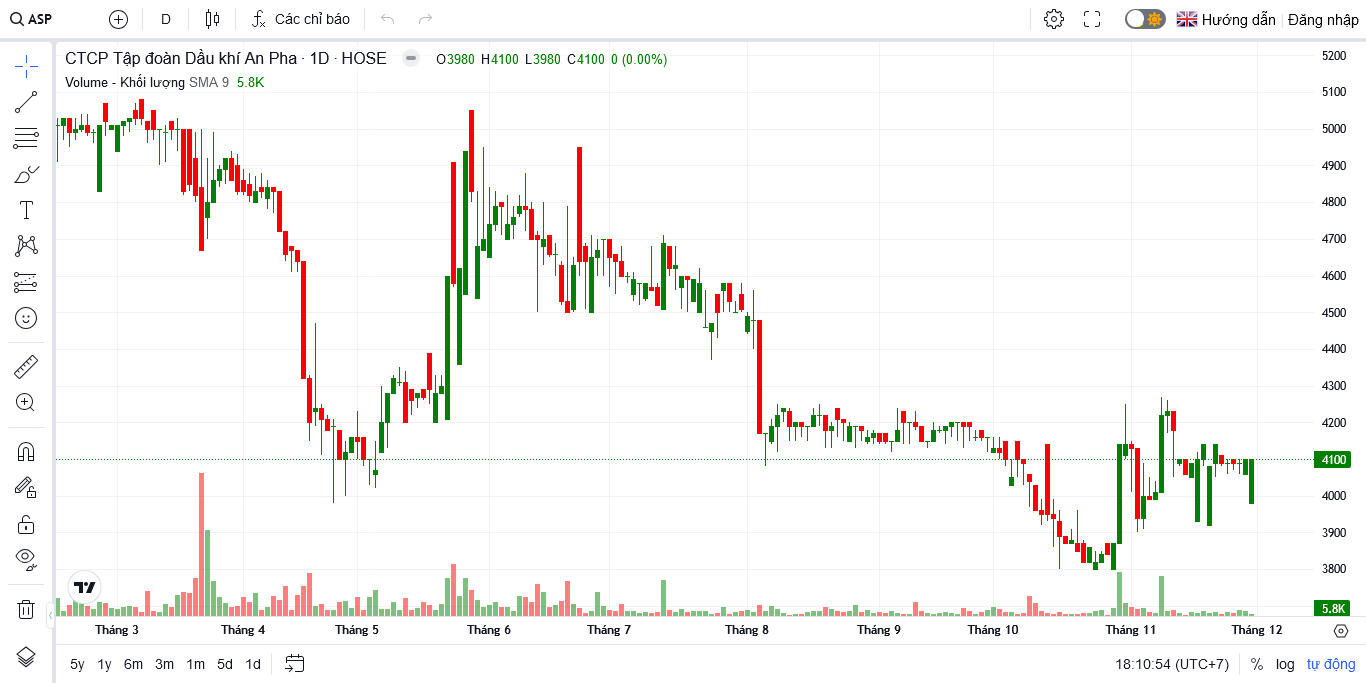 ASP
D
Các chỉ báo
Hướng dẫn
Đăng nhập
CTCP Tập đoàn Dầu khí An Pha · 1D · HOSE
O3980 H4100 L3980 C4100 0 (0.00%)
Volume - Khối lượng SMA 9 5.8K
5200
5100
5000
4900
4800
4700
4600
4500
4400
4300
4200
4100
4000
3900
3800
5.8K
Tháng 3 Tháng 4 Tháng 5 Tháng 6 Tháng 7 Tháng 8 Tháng 9 Tháng 10 Tháng 11 Tháng 12
5y 1y 6m 3m 1m 5d 1d
18:10:54 (UTC+7) % log tự động